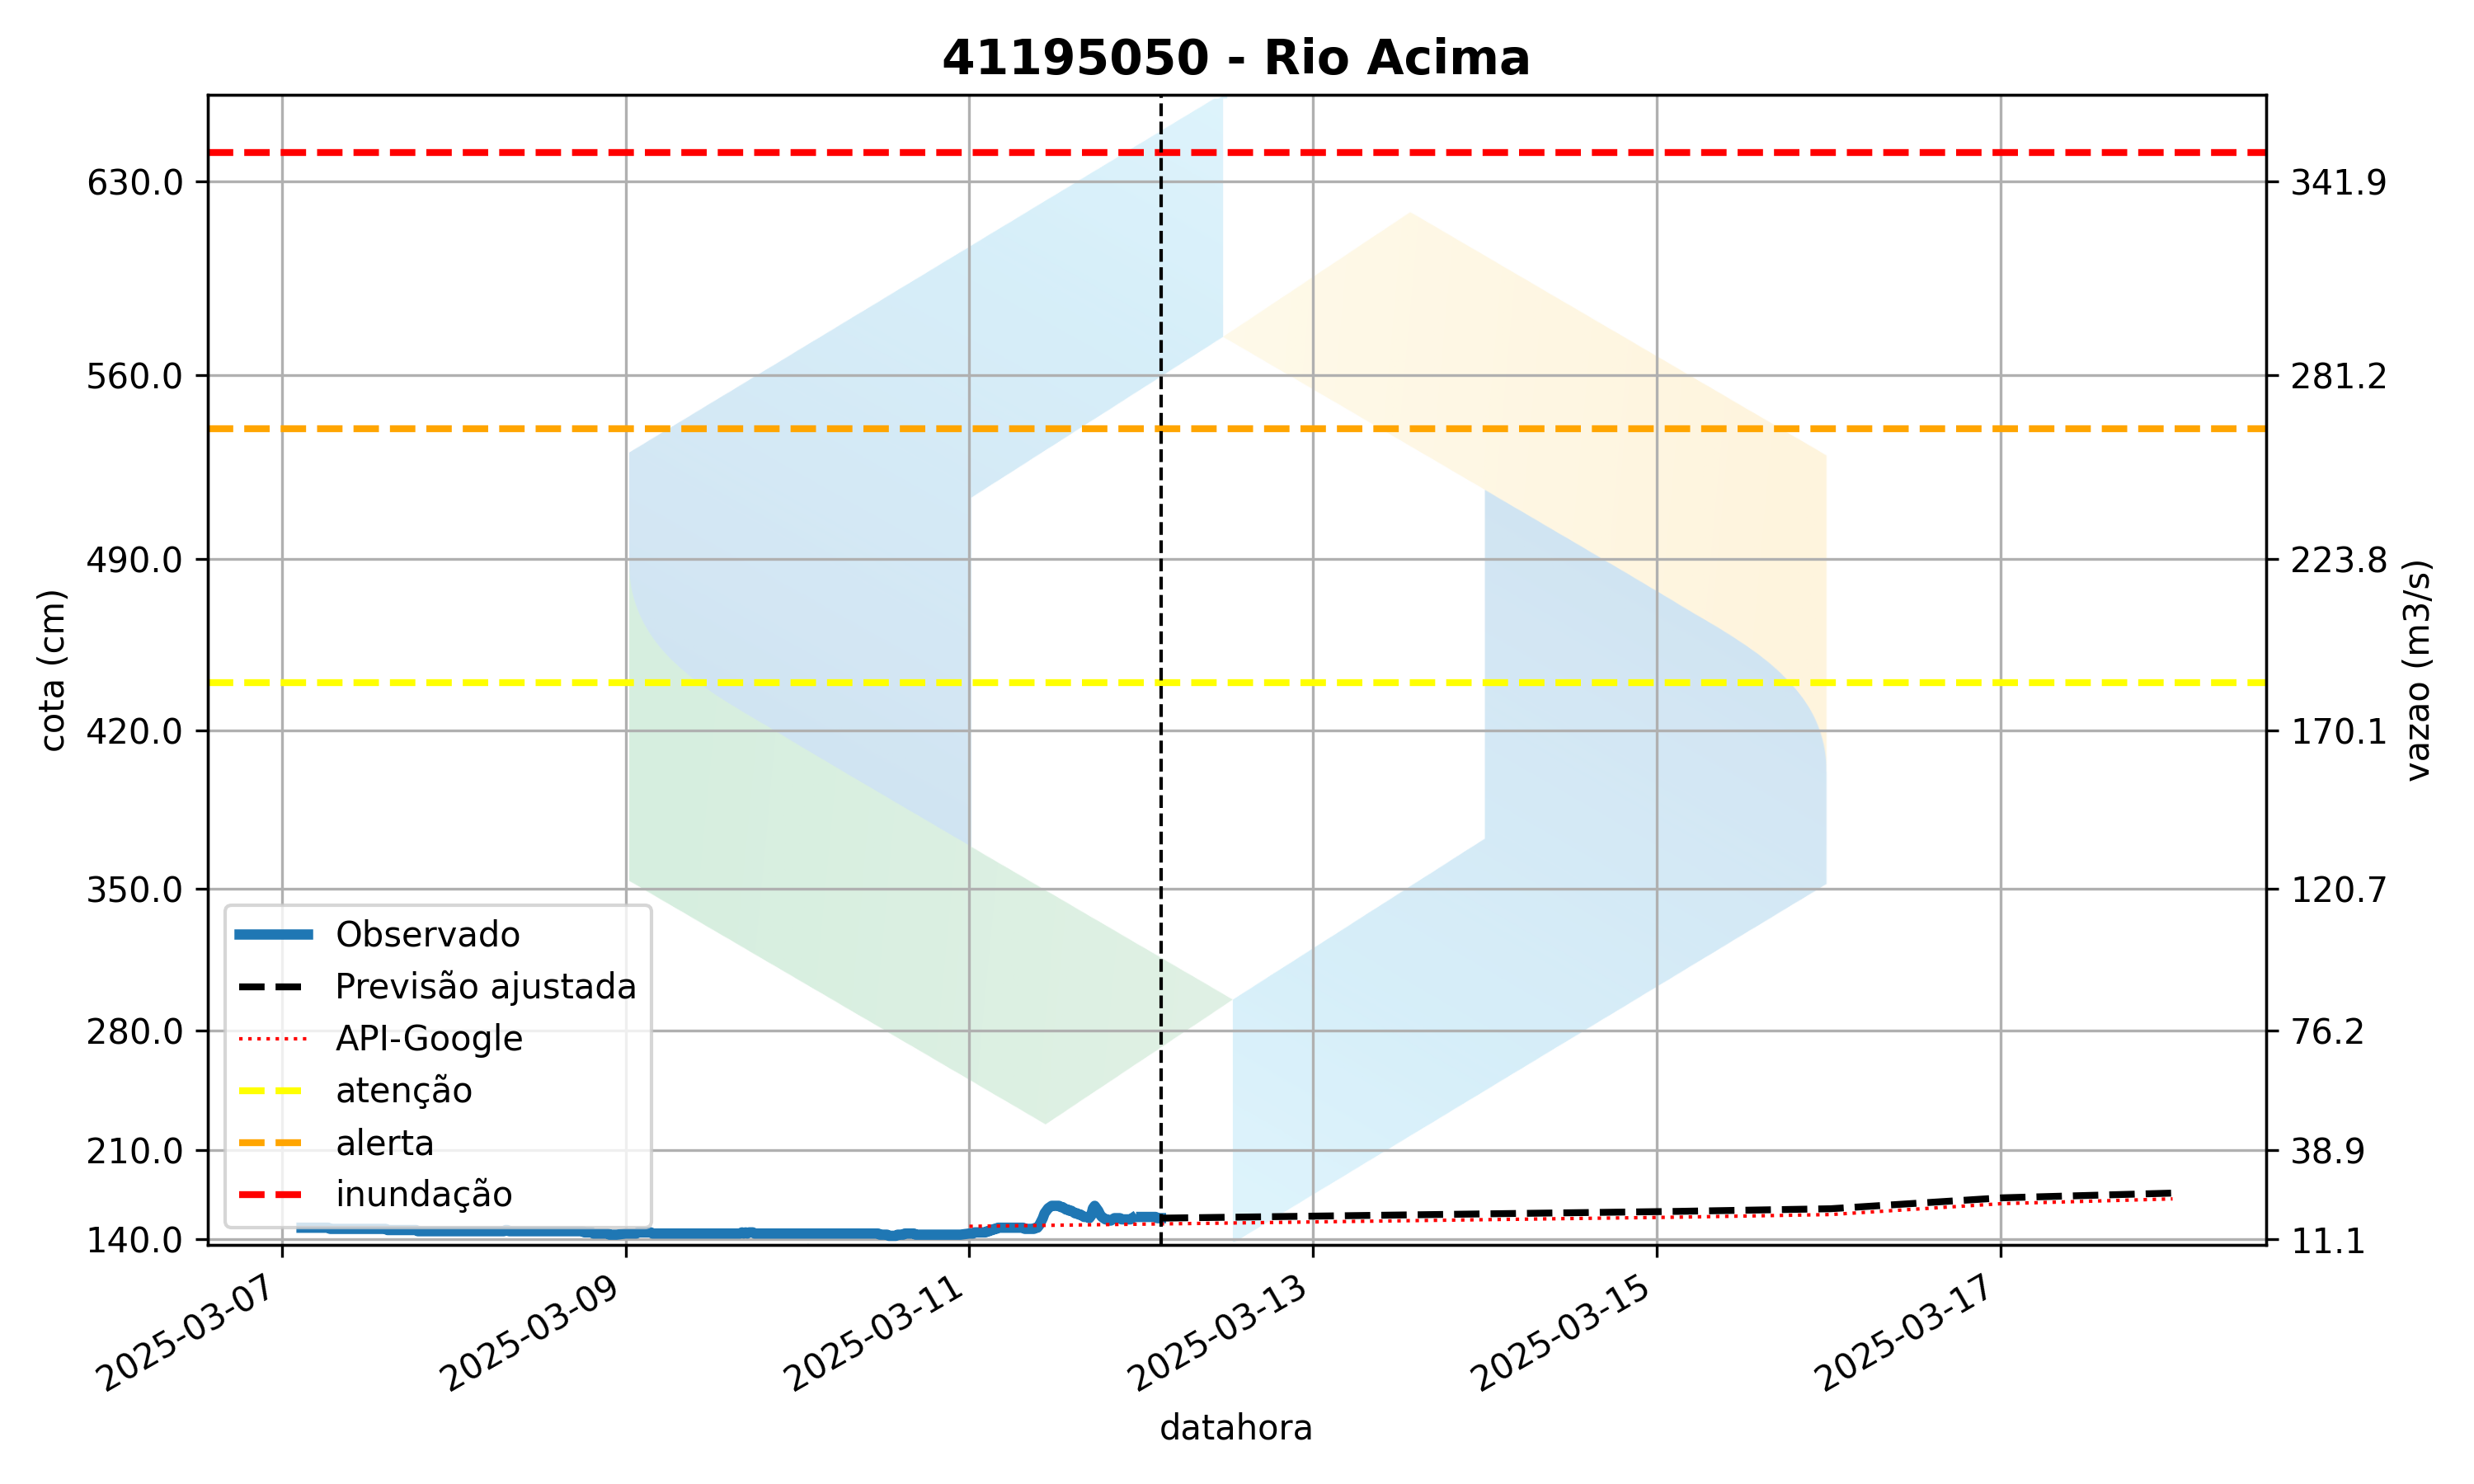 41195050 - Rio Acima
630.0
560.0
490.0
420.0
350.0
280.0
210.0
140.0
cota (cm)
341.9
281.2
223.8
170.1
120.7
76.2
38.9
11.1
vazao (m3/s)
Observado
Previsão ajustada
API-Google
atenção
alerta
inundação
2025-03-07
2025-03-09
2025-03-11
2025-03-13
2025-03-15
2025-03-17
datahora